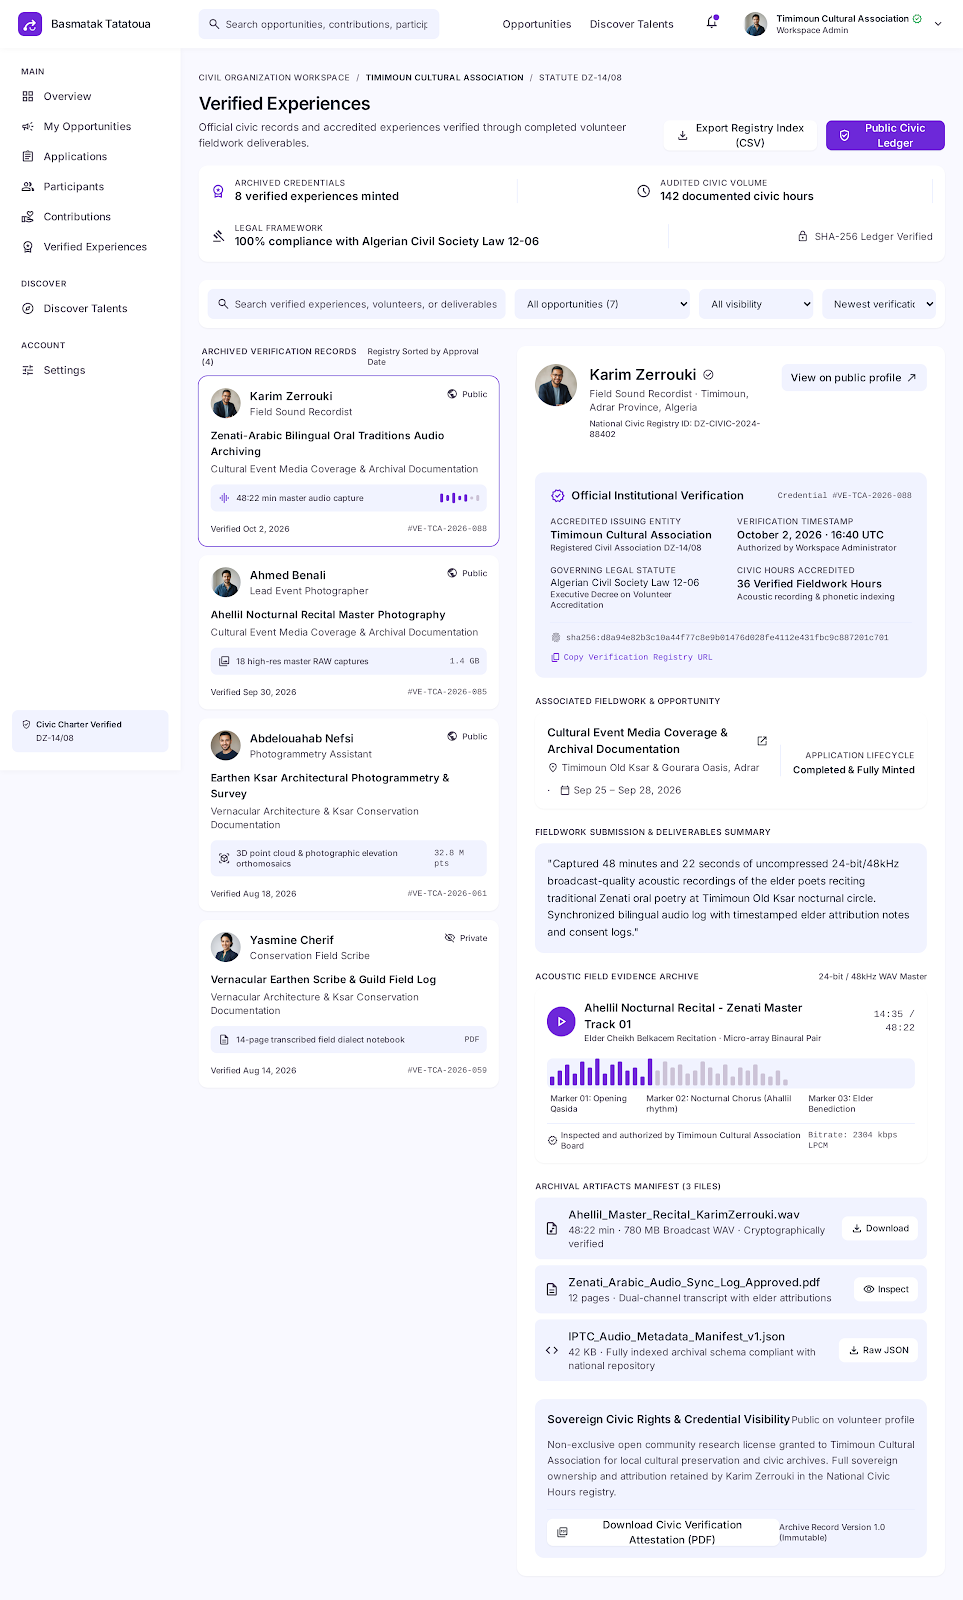 Basmatak Tatatoua
Search opportunities, contributions, particip
Opportunities
Discover Talents
Timimoun Cultural Association
Workspace Admin
MAIN
Overview
My Opportunities
Applications
Participants
Contributions
Verified Experiences
DISCOVER
Discover Talents
ACCOUNT
Settings
Civic Charter Verified
DZ-14/08
CIVIL ORGANIZATION WORKSPACE / TIMIMOUN CULTURAL ASSOCIATION / STATUTE DZ-14/08
Verified Experiences
Official civic records and accredited experiences verified through completed volunteer
fieldwork deliverables.
Export Registry Index
(CSV)
Public Civic
Ledger
ARCHIVED CREDENTIALS
8 verified experiences minted
AUDITED CIVIC VOLUME
142 documented civic hours
LEGAL FRAMEWORK
100% compliance with Algerian Civil Society Law 12-06
SHA-256 Ledger Verified
Search verified experiences, volunteers, or deliverables
All opportunities (7)
All visibility
Newest verificatic
ARCHIVED VERIFICATION RECORDS
(4)
Registry Sorted by Approval
Date
Karim Zerrouki
Public
Field Sound Recordist
Zenati-Arabic Bilingual Oral Traditions Audio
Archiving
Cultural Event Media Coverage & Archival Documentation
48:22 min master audio capture
Verified Oct 2, 2026
#VE-TCA-2026-088
Ahmed Benali
Public
Lead Event Photographer
Ahellil Nocturnal Recital Master Photography
Cultural Event Media Coverage & Archival Documentation
18 high-res master RAW captures
1.4 GB
Verified Sep 30, 2026
#VE-TCA-2026-085
Abdelouahab Nefsi
Public
Photogrammetry Assistant
Earthen Ksar Architectural Photogrammetry &
Survey
Vernacular Architecture & Ksar Conservation
Documentation
3D point cloud & photographic elevation
orthomosaics
32.8 M
pts
Verified Aug 18, 2026
#VE-TCA-2026-061
Yasmine Cherif
Private
Conservation Field Scribe
Vernacular Earthen Scribe & Guild Field Log
Vernacular Architecture & Ksar Conservation
Documentation
14-page transcribed field dialect notebook
PDF
Verified Aug 14, 2026
#VE-TCA-2026-059
Karim Zerrouki
View on public profile
Field Sound Recordist · Timimoun,
Adrar Province, Algeria
National Civic Registry ID: DZ-CIVIC-2024-
88402
Official Institutional Verification
Credential #VE-TCA-2026-088
ACCREDITED ISSUING ENTITY
Timimoun Cultural Association
Registered Civil Association DZ-14/08
VERIFICATION TIMESTAMP
October 2, 2026 · 16:40 UTC
Authorized by Workspace Administrator
GOVERNING LEGAL STATUTE
Algerian Civil Society Law 12-06
Executive Decree on Volunteer
Accreditation
CIVIC HOURS ACCREDITED
36 Verified Fieldwork Hours
Acoustic recording & phonetic indexing
sha256:d8a94e82b3c10a44f77c8e9b01476d028fe4112e431fbc9c887201c701
Copy Verification Registry URL
ASSOCIATED FIELDWORK & OPPORTUNITY
Cultural Event Media Coverage &
Archival Documentation
Timimoun Old Ksar & Gourara Oasis, Adrar
· Sep 25 – Sep 28, 2026
APPLICATION LIFECYCLE
Completed & Fully Minted
FIELDWORK SUBMISSION & DELIVERABLES SUMMARY
"Captured 48 minutes and 22 seconds of uncompressed 24-bit/48kHz
broadcast-quality acoustic recordings of the elder poets reciting
traditional Zenati oral poetry at Timimoun Old Ksar nocturnal circle.
Synchronized bilingual audio log with timestamped elder attribution notes
and consent logs."
ACOUSTIC FIELD EVIDENCE ARCHIVE
24-bit / 48kHz WAV Master
Ahellil Nocturnal Recital - Zenati Master
Track 01
Elder Cheikh Belkacem Recitation · Micro-array Binaural Pair
14:35 /
48:22
Marker 01: Opening
Qasida
Marker 02: Nocturnal Chorus (Ahallil
rhythm)
Marker 03: Elder
Benediction
Inspected and authorized by Timimoun Cultural Association
Board
Bitrate: 2304 kbps
LPCM
ARCHIVAL ARTIFACTS MANIFEST (3 FILES)
Ahellil_Master_Recital_KarimZerrouki.wav
48:22 min · 780 MB Broadcast WAV · Cryptographically
verified
Download
Zenati_Arabic_Audio_Sync_Log_Approved.pdf
12 pages · Dual-channel transcript with elder attributions
Inspect
IPTC_Audio_Metadata_Manifest_v1.json
42 KB · Fully indexed archival schema compliant with
national repository
Raw JSON
Sovereign Civic Rights & Credential Visibility
Public on volunteer profile
Non-exclusive open community research license granted to Timimoun Cultural
Association for local cultural preservation and civic archives. Full sovereign
ownership and attribution retained by Karim Zerrouki in the National Civic
Hours registry.
Download Civic Verification
Attestation (PDF)
Archive Record Version 1.0
(Immutable)